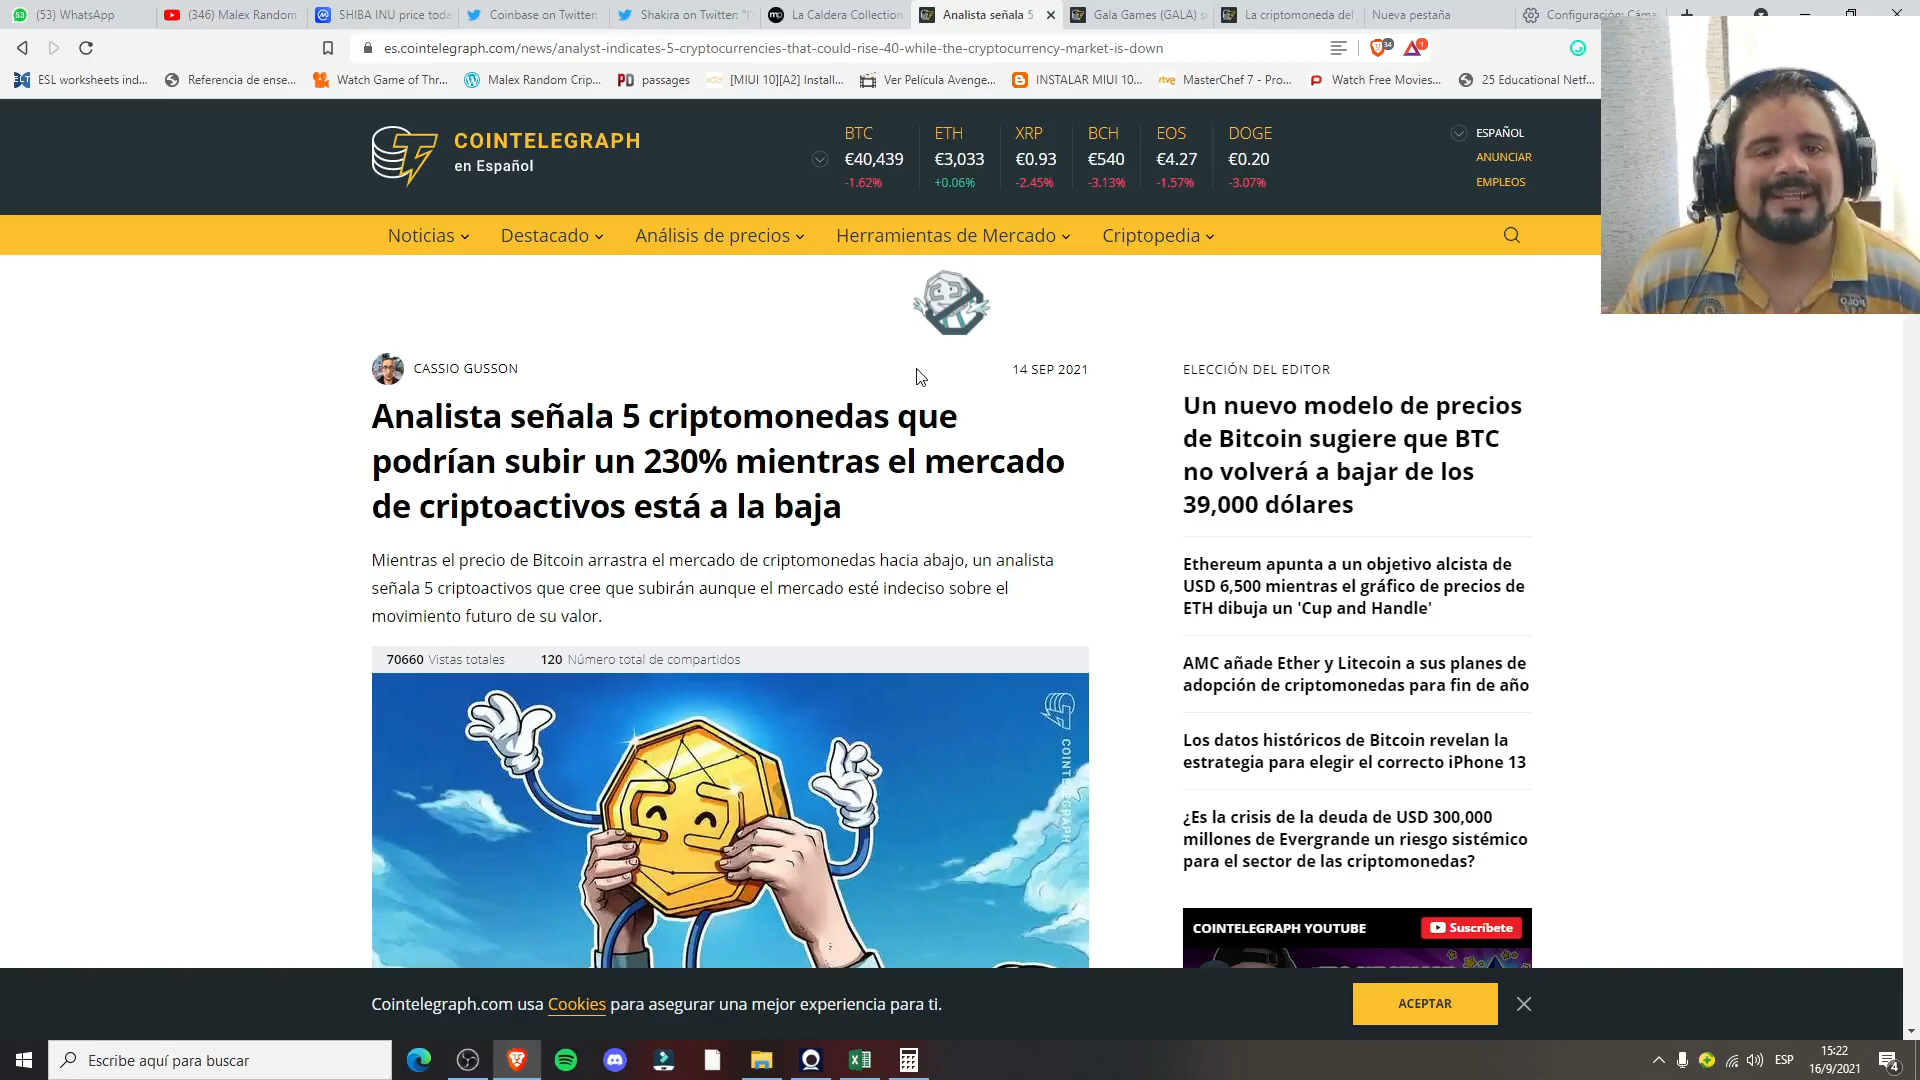 (53) WhatsApp
(346) Malex Random
SHIBA INU price toda
Coinbase on Twitter:
Shakira on Twitter: "I'
La Caldera Collection
Analista señala 5
Gala Games (GALA) s
La criptomoneda del
Nueva pestaña
Configuración: Cáma
es.cointelegraph.com/news/analyst-indicates-5-cryptocurrencies-that-could-rise-40-while-the-cryptocurrency-market-is-down
34
1
ESL worksheets ind...
Referencia de ense...
Watch Game of Thr...
Malex Random Crip...
PD passages
[MIUI 10][A2] Install...
Ver Película Avenge...
INSTALAR MIUI 10...
rtve MasterChef 7 - Pro...
Watch Free Movies...
25 Educational Netf...
COINTELEGRAPH
en Español
BTC ETH XRP BCH EOS DOGE
€40,439 €3,033 €0.93 €540 €4.27 €0.20
-1.62% +0.06% -2.45% -3.13% -1.57% -3.07%
ESPAÑOL
ANUNCIAR
EMPLEOS
Noticias Destacado Análisis de precios Herramientas de Mercado Criptopedia
CASSIO GUSSON
14 SEP 2021
Analista señala 5 criptomonedas que
podrían subir un 230% mientras el mercado
de criptoactivos está a la baja
Mientras el precio de Bitcoin arrastra el mercado de criptomonedas hacia abajo, un analista
señala 5 criptoactivos que cree que subirán aunque el mercado esté indeciso sobre el
movimiento futuro de su valor.
70660 Vistas totales 120 Número total de compartidos
COINTELEGRAPH
ELECCIÓN DEL EDITOR
Un nuevo modelo de precios
de Bitcoin sugiere que BTC
no volverá a bajar de los
39,000 dólares
Ethereum apunta a un objetivo alcista de
USD 6,500 mientras el gráfico de precios de
ETH dibuja un 'Cup and Handle'
AMC añade Ether y Litecoin a sus planes de
adopción de criptomonedas para fin de año
Los datos históricos de Bitcoin revelan la
estrategia para elegir el correcto iPhone 13
¿Es la crisis de la deuda de USD 300,000
millones de Evergrande un riesgo sistémico
para el sector de las criptomonedas?
COINTELEGRAPH YOUTUBE
Suscríbete
Cointelegraph.com usa Cookies para asegurar una mejor experiencia para ti.
ACEPTAR
Escribe aquí para buscar
ESP
15:22
16/9/2021
4